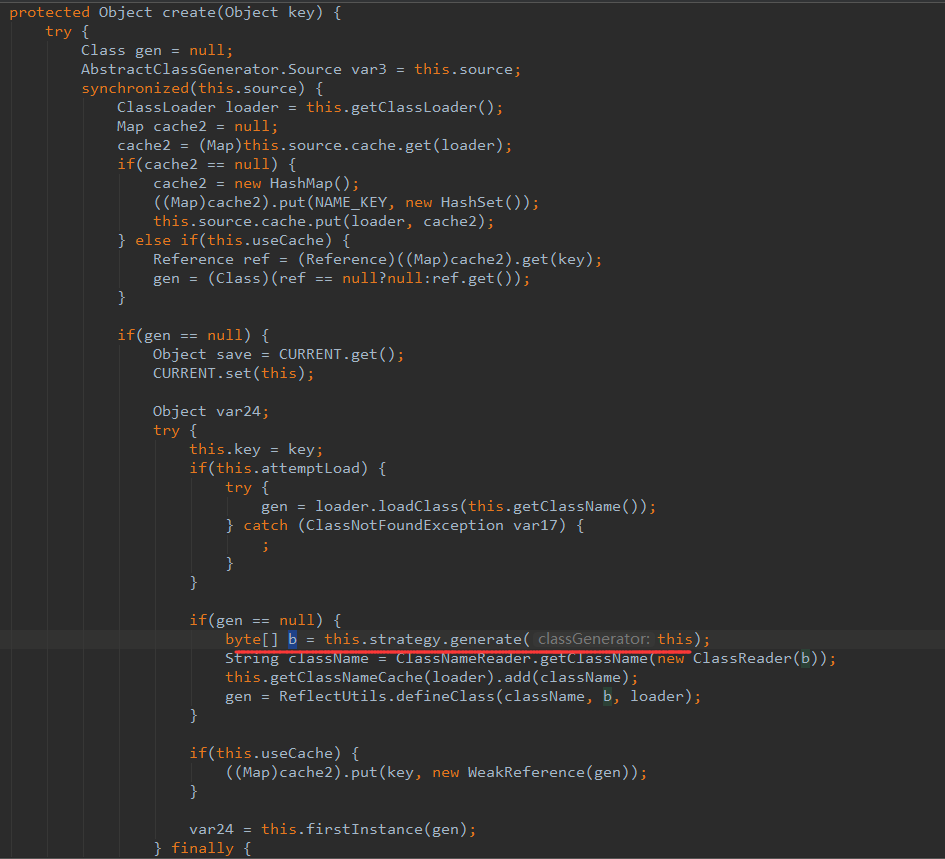 protected Object create(Object key) {
    try {
        Class gen = null;
        AbstractClassGenerator.Source var3 = this.source;
        synchronized(this.source) {
            ClassLoader loader = this.getClassLoader();
            Map cache2 = null;
            cache2 = (Map)this.source.cache.get(loader);
            if(cache2 == null) {
                cache2 = new HashMap();
                ((Map)cache2).put(NAME_KEY, new HashSet());
                this.source.cache.put(loader, cache2);
            } else if(this.useCache) {
                Reference ref = (Reference)((Map)cache2).get(key);
                gen = (Class)(ref == null?null:ref.get());
            }

            if(gen == null) {
                Object save = CURRENT.get();
                CURRENT.set(this);

                Object var24;
                try {
                    this.key = key;
                    if(this.attemptLoad) {
                        try {
                            gen = loader.loadClass(this.getClassName());
                        } catch (ClassNotFoundException var17) {
                            ;
                        }
                    }

                    if(gen == null) {
                        byte[] b = this.strategy.generate( classGenerator: this);
                        String className = ClassNameReader.getClassName(new ClassReader(b));
                        this.getClassNameCache(loader).add(className);
                        gen = ReflectUtils.defineClass(className, b, loader);
                    }

                    if(this.useCache) {
                        ((Map)cache2).put(key, new WeakReference(gen));
                    }

                    var24 = this.firstInstance(gen);
                } finally {